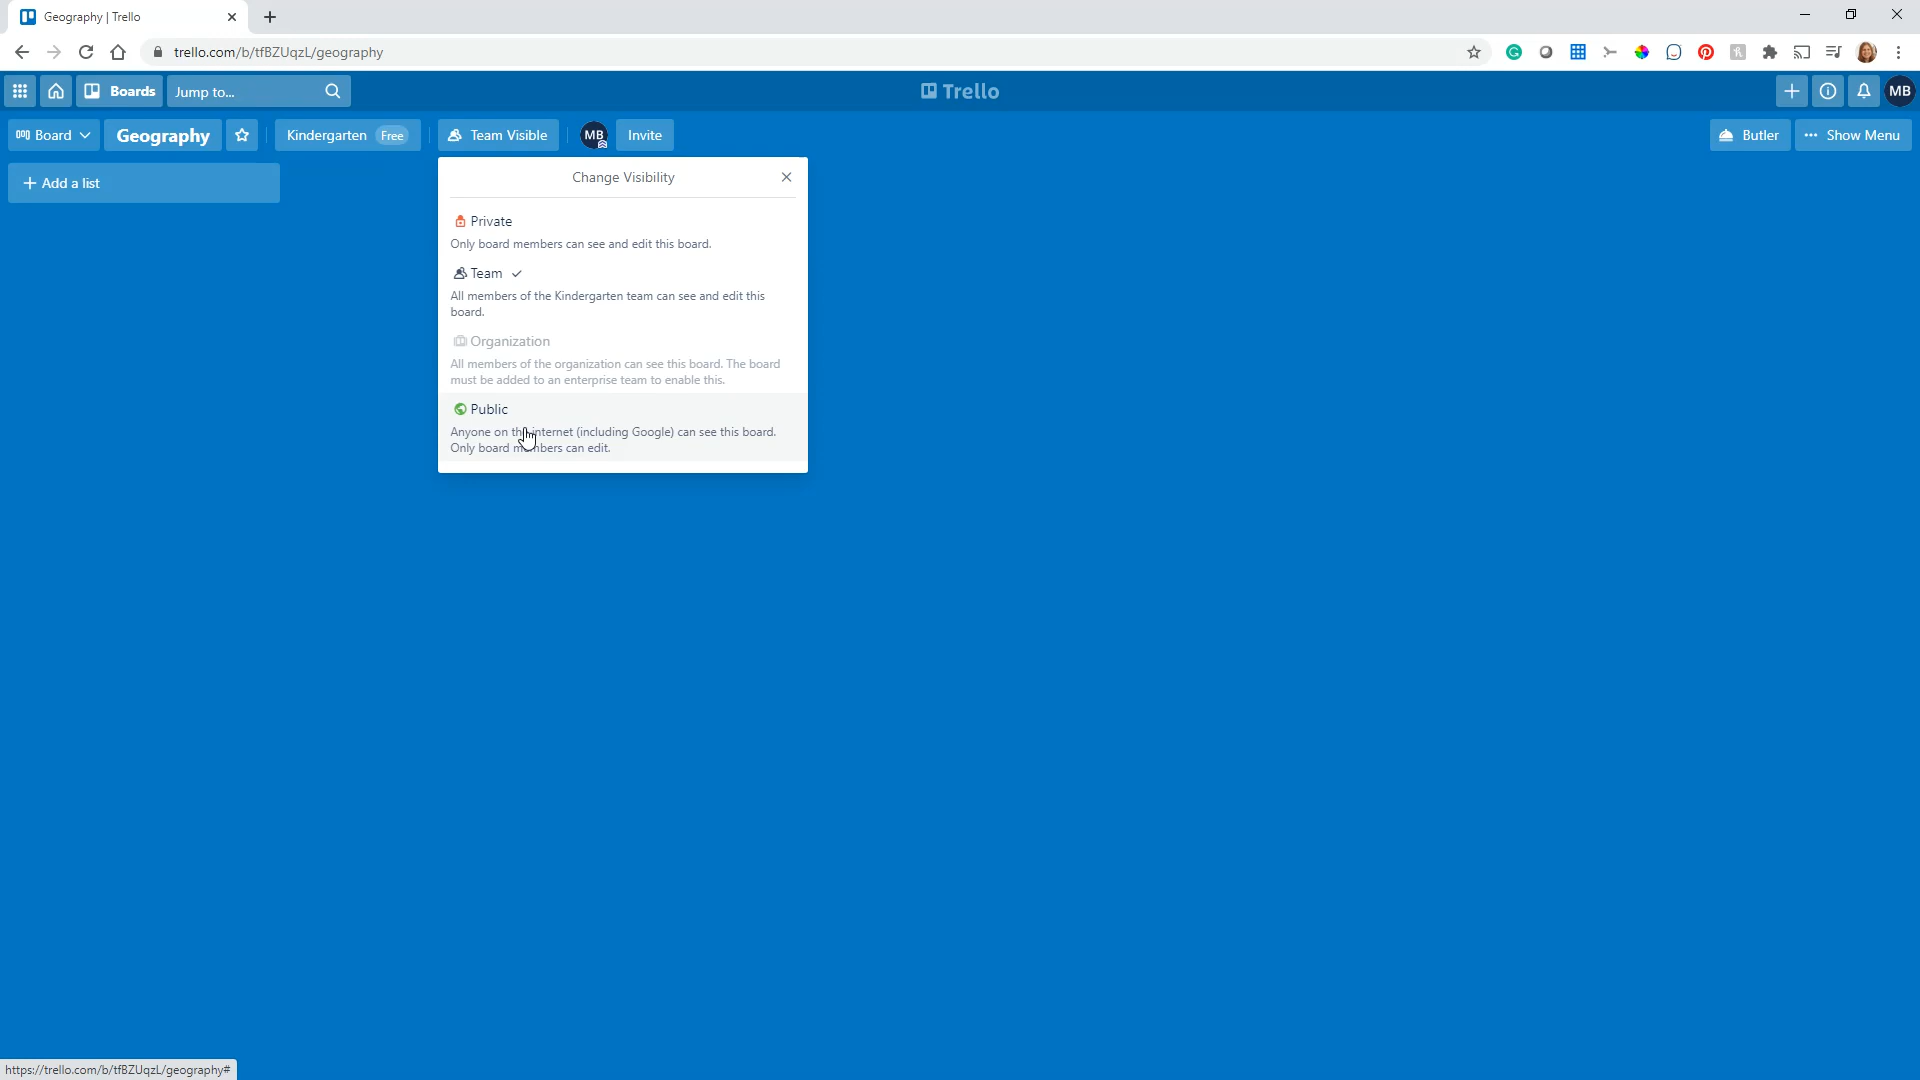 Geography | Trello
trello.com/b/tfBZUqzL/geography
Boards
Jump to...
Trello
MB
Board
Geography
Kindergarten Free
Team Visible
MB
Invite
Butler
Show Menu
Add a list
Change Visibility
Private
Only board members can see and edit this board.
Team
All members of the Kindergarten team can see and edit this
board.
Organization
All members of the organization can see this board. The board
must be added to an enterprise team to enable this.
Public
Anyone on the internet (including Google) can see this board.
Only board members can edit.
https://trello.com/b/tfBZUqzL/geography#